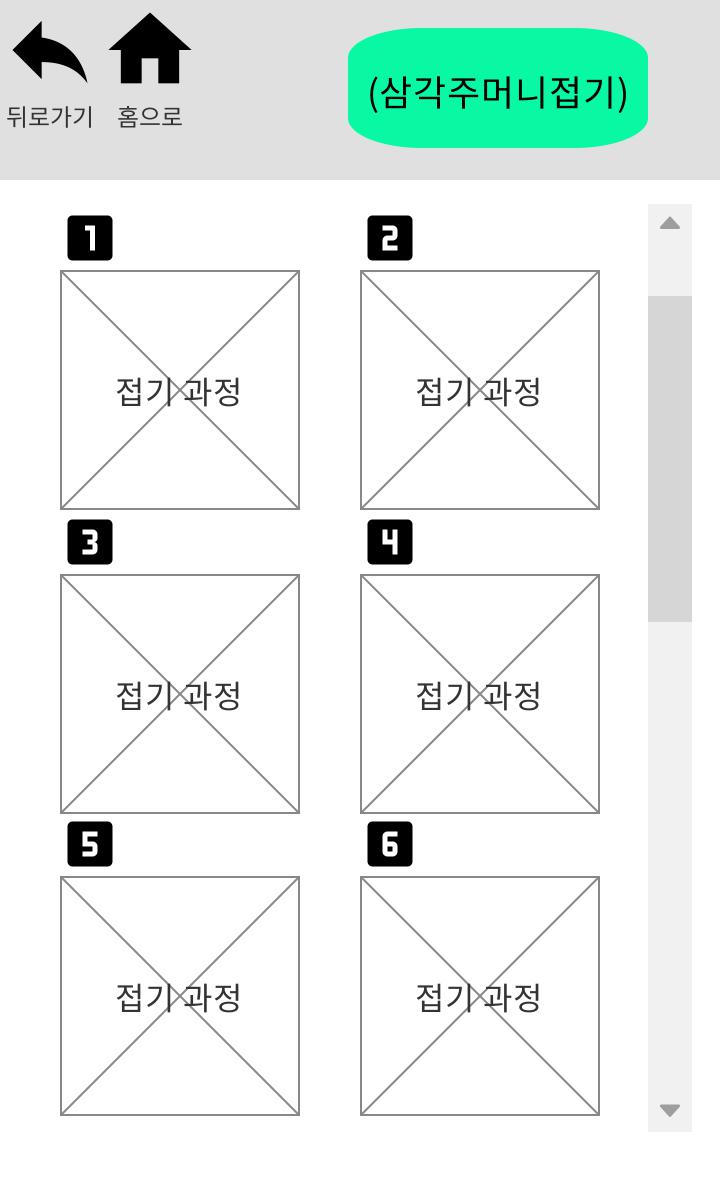 뒤로가기 홈으로
(삼각주머니접기)
1 2
접기 과정 접기 과정
3 4
접기 과정 접기 과정
5 6
접기 과정 접기 과정